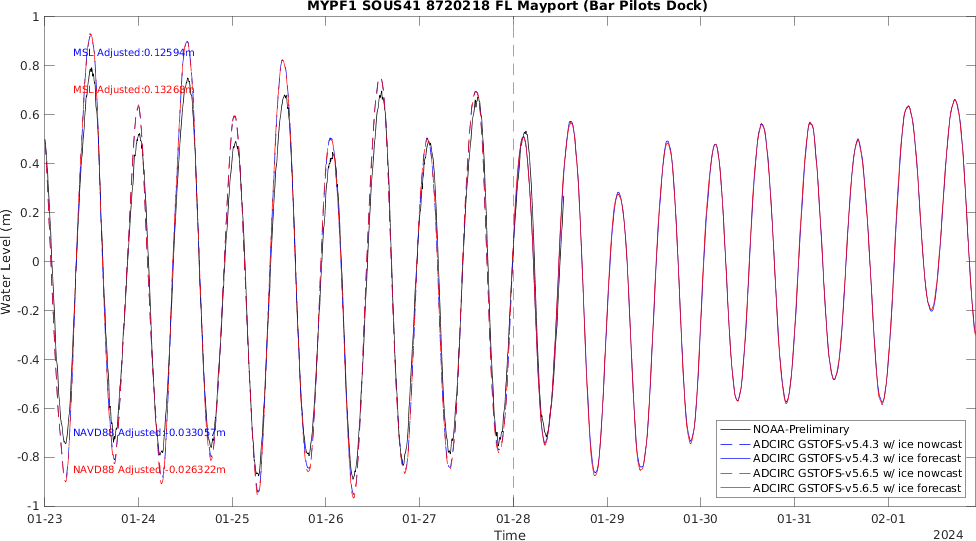 MYPF1 SOUS41 8720218 FL Mayport (Bar Pilots Dock)
1
0.8
0.6
0.4
0.2
0
-0.2
-0.4
-0.6
-0.8
-1
Water Level (m)
MSL Adjusted:0.12594m
MSL Adjusted:0.13268m
NAVD88 Adjusted:-0.033057m
NAVD88 Adjusted:-0.026322m
NOAA-Preliminary
ADCIRC GSTOFS-v5.4.3 w/ ice nowcast
ADCIRC GSTOFS-v5.4.3 w/ ice forecast
ADCIRC GSTOFS-v5.6.5 w/ ice nowcast
ADCIRC GSTOFS-v5.6.5 w/ ice forecast
01-23 01-24 01-25 01-26 01-27 01-28 01-29 01-30 01-31 02-01
Time
2024